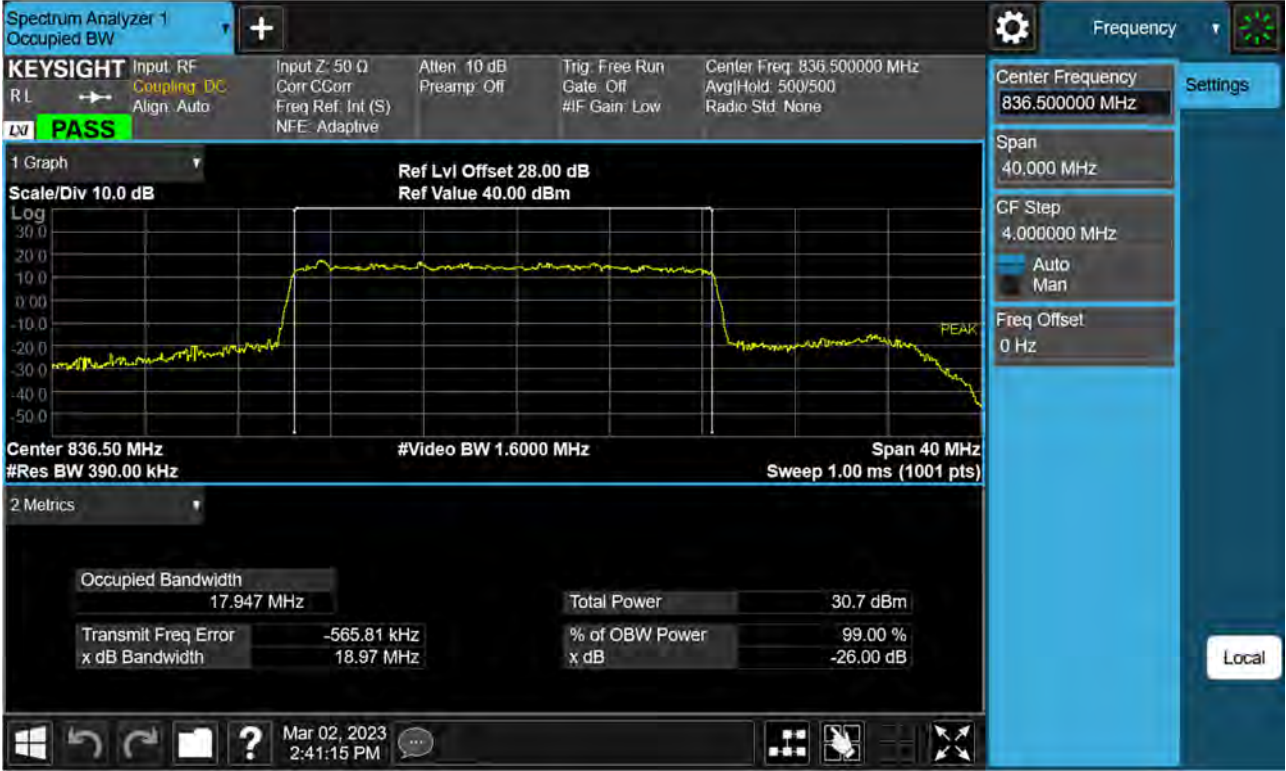 Spectrum Analyzer 1
Occupied BW
+
Frequency
KEYSIGHT
Input: RF
Coupling: DC
Align: Auto
Input Z: 50 Ω
Corr CCorr
Freq Ref: Int (S)
NFE: Adaptive
Atten: 10 dB
Preamp: Off
Trig: Free Run
Gate: Off
#IF Gain: Low
Center Freq: 836.500000 MHz
Avg|Hold: 500/500
Radio Std: None
R L
LXI
PASS
Center Frequency
836.500000 MHz
Settings
Span
40.000 MHz
CF Step
4.000000 MHz
Auto
Man
Freq Offset
0 Hz
1 Graph
Scale/Div 10.0 dB
Ref Lvl Offset 28.00 dB
Ref Value 40.00 dBm
Log
30.0
20.0
10.0
0.00
-10.0
-20.0
-30.0
-40.0
-50.0
PEAK
Center 836.50 MHz
#Video BW 1.6000 MHz
Span 40 MHz
#Res BW 390.00 kHz
Sweep 1.00 ms (1001 pts)
2 Metrics
Occupied Bandwidth
17.947 MHz
Total Power 30.7 dBm
Transmit Freq Error -565.81 kHz
% of OBW Power 99.00 %
x dB Bandwidth 18.97 MHz
x dB -26.00 dB
Local
?
Mar 02, 2023
2:41:15 PM